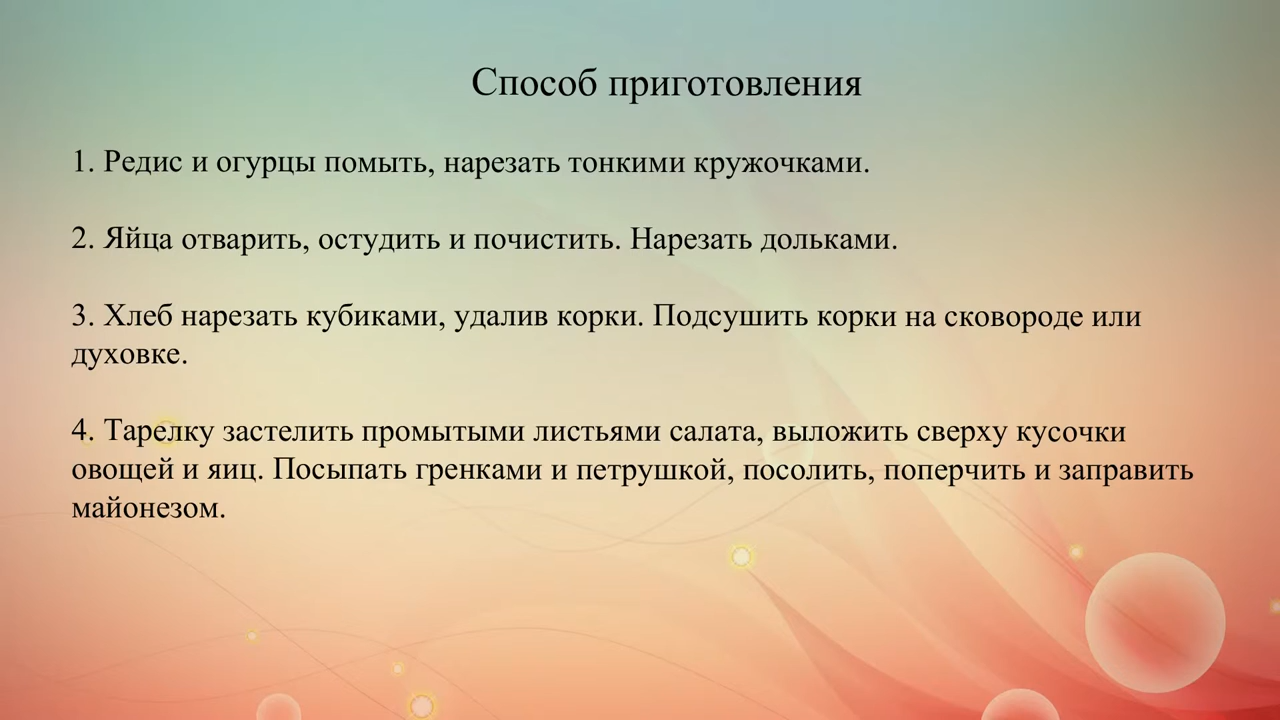 Способ приготовления
1. Редис и огурцы помыть, нарезать тонкими кружочками.
2. Яйца отварить, остудить и почистить. Нарезать дольками.
3. Хлеб нарезать кубиками, удалив корки. Подсушить корки на сковороде или
духовке.
4. Тарелку застелить промытыми листьями салата, выложить сверху кусочки
овощей и яиц. Посыпать гренками и петрушкой, посолить, поперчить и заправить
майонезом.